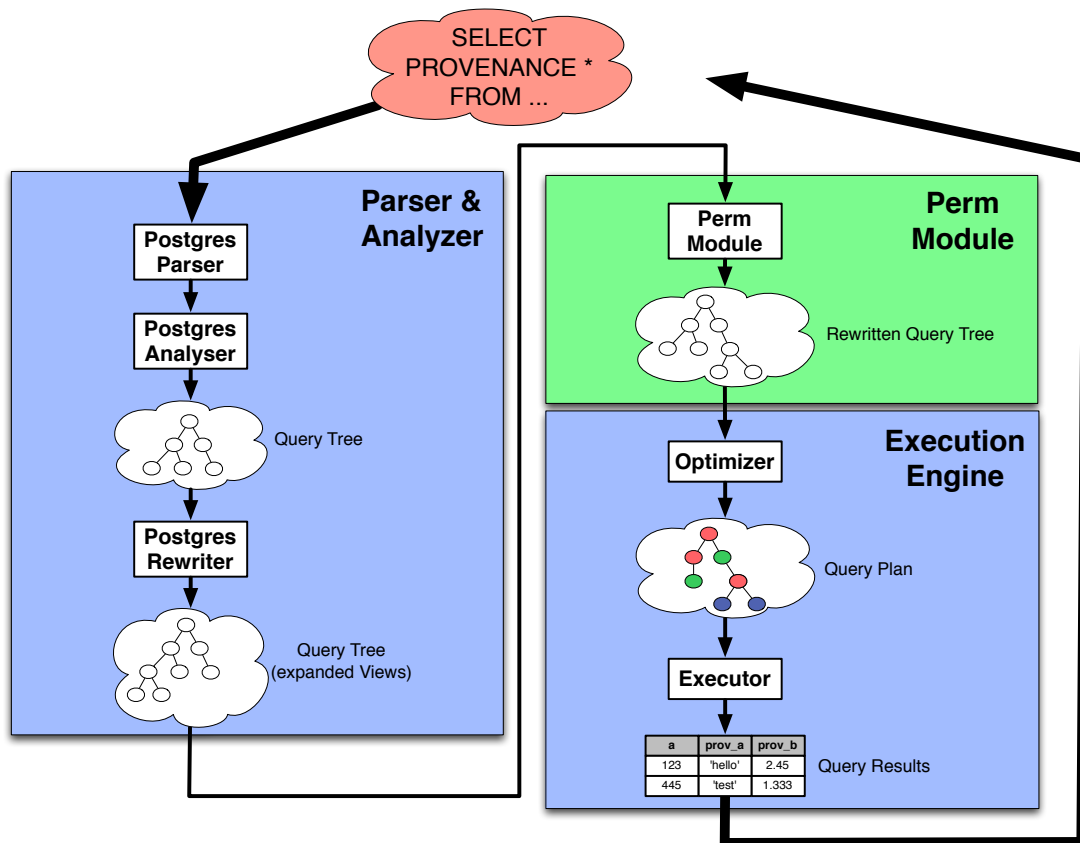 SELECT
PROVENANCE *
FROM ...
Parser &
Analyzer
Postgres
Parser
Postgres
Analyser
Query Tree
Postgres
Rewriter
Query Tree
(expanded Views)
Perm
Module
Perm
Module
Rewritten Query Tree
Execution
Engine
Optimizer
Query Plan
Executor
a prov_a prov_b
123 'hello' 2.45
445 'test' 1.333
Query Results